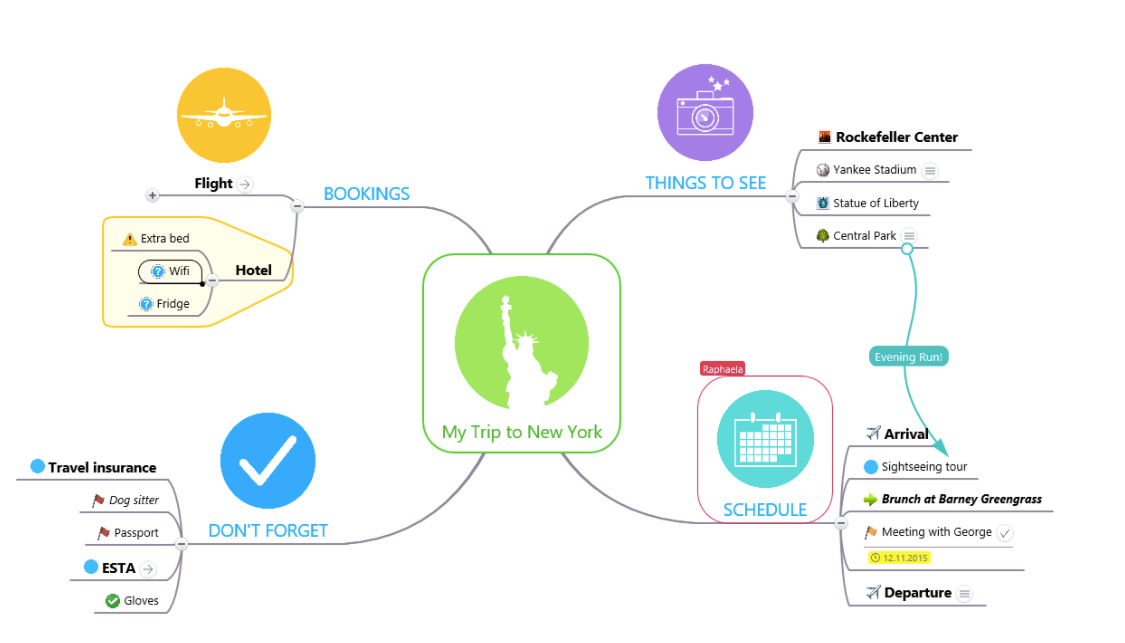 Flight
BOOKINGS
Extra bed
Wifi
Hotel
Fridge
THINGS TO SEE
Rockefeller Center
Yankee Stadium
Statue of Liberty
Central Park
Evening Run!
My Trip to New York
Travel insurance
Dog sitter
Passport
ESTA
Gloves
DON'T FORGET
Raphaela
SCHEDULE
Arrival
Sightseeing tour
Brunch at Barney Greengrass
Meeting with George
12.11.2015
Departure